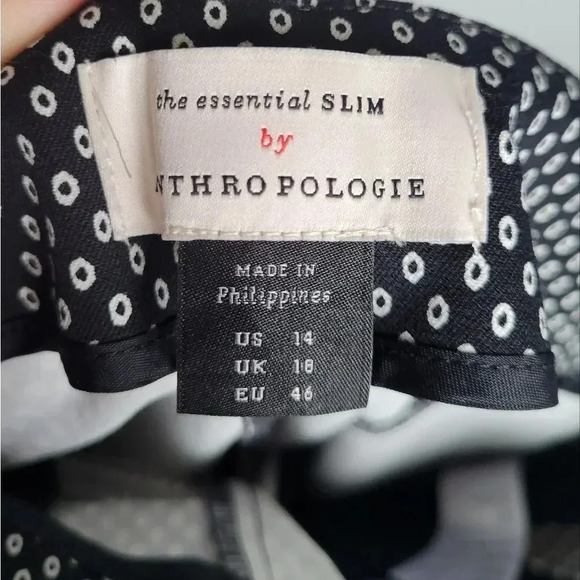 the essential SLIM
by
NTHROPOLOGIE
MADE IN
Philippines
US 14
UK 18
EU 46